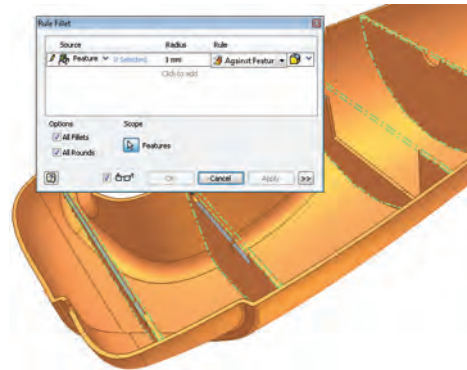 Rule Fillet
Source Radius Rule
Feature 1 mm Against Featur
Click to add
Options Scope
All Fillets
All Rounds
Features
OK Cancel Apply >>